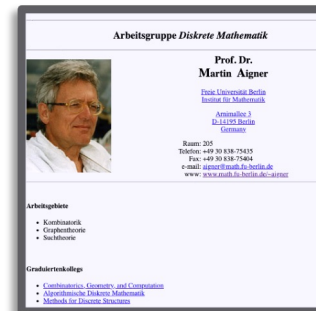 Arbeitsgruppe Diskrete Mathematik
Prof. Dr.
Martin Aigner
Freie Universität Berlin
Institut für Mathematik
Arnimallee 3
D-14195 Berlin
Germany
Raum: 205
Telefon: +49 30 838-75435
Fax: +49 30 838-75404
e-mail: aigner@math.fu-berlin.de
www: www.math.fu-berlin.de/~aigner
Arbeitsgebiete
• Kombinatorik
• Graphentheorie
• Suchtheorie
Graduiertenkollegs
• Combinatorics, Geometry, and Computation
• Algorithmische Diskrete Mathematik
• Methods for Discrete Structures